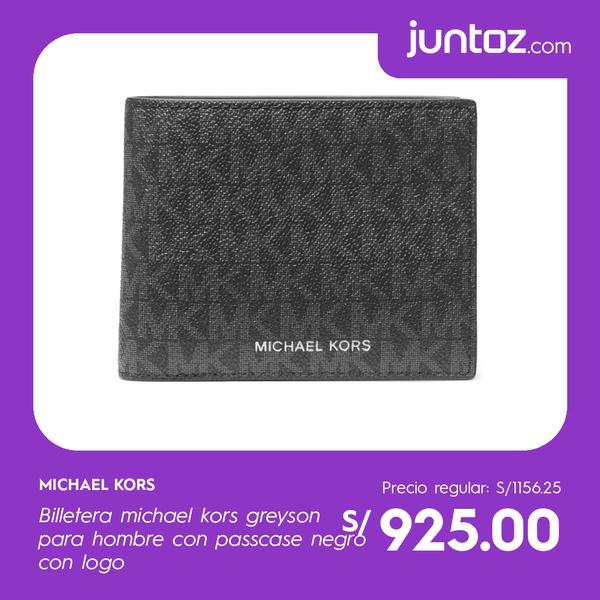 juntoz.com
MICHAEL KORS
MICHAEL KORS
Precio regular: S/1156.25
Billetera michael kors greyson
para hombre con passcase negro
con logo
S/ 925.00